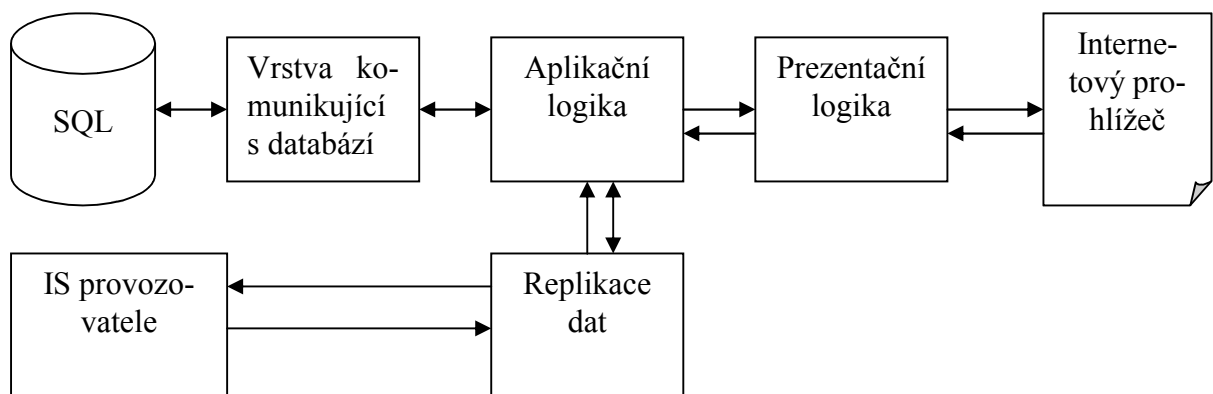 SQL
Vrstva ko-
munikující
s databází
Aplikační
logika
Prezentační
logika
Interne-
tový pro-
hlížeč
IS provozo-
vatele
Replikace
dat